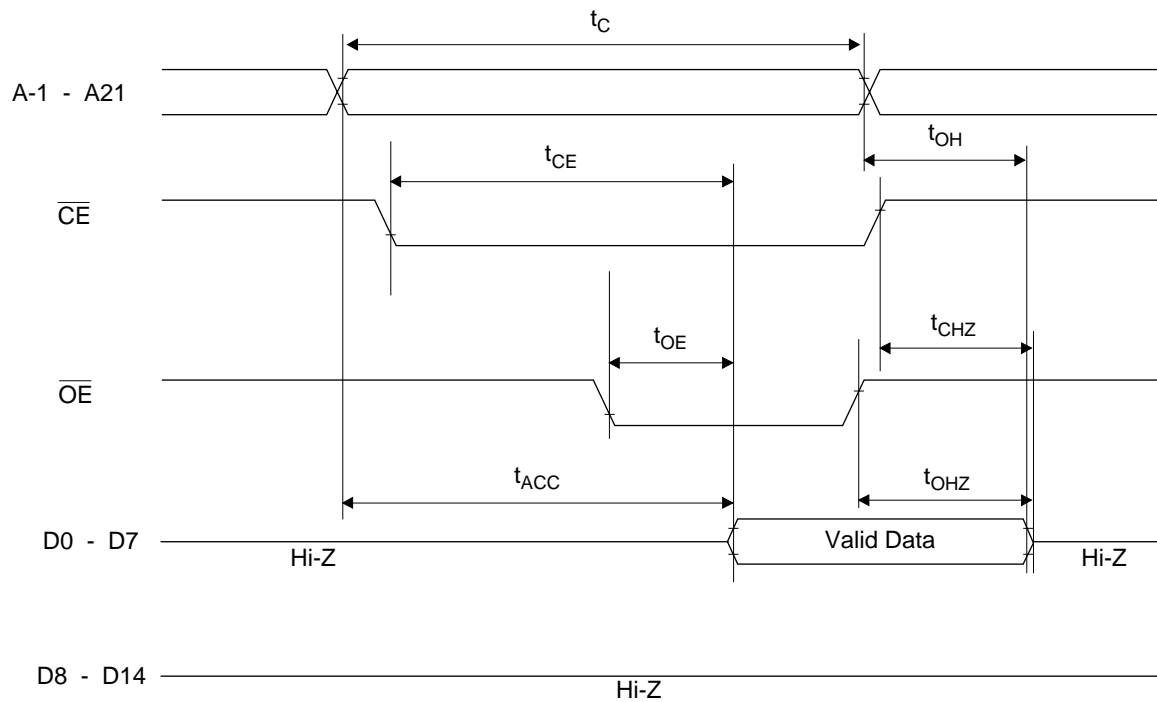 tC
A-1 - A21
tOH
tCE
CE
tCHZ
tOE
OE
tACC
tOHZ
D0 - D7
Valid Data
Hi-Z
Hi-Z
D8 - D14
Hi-Z